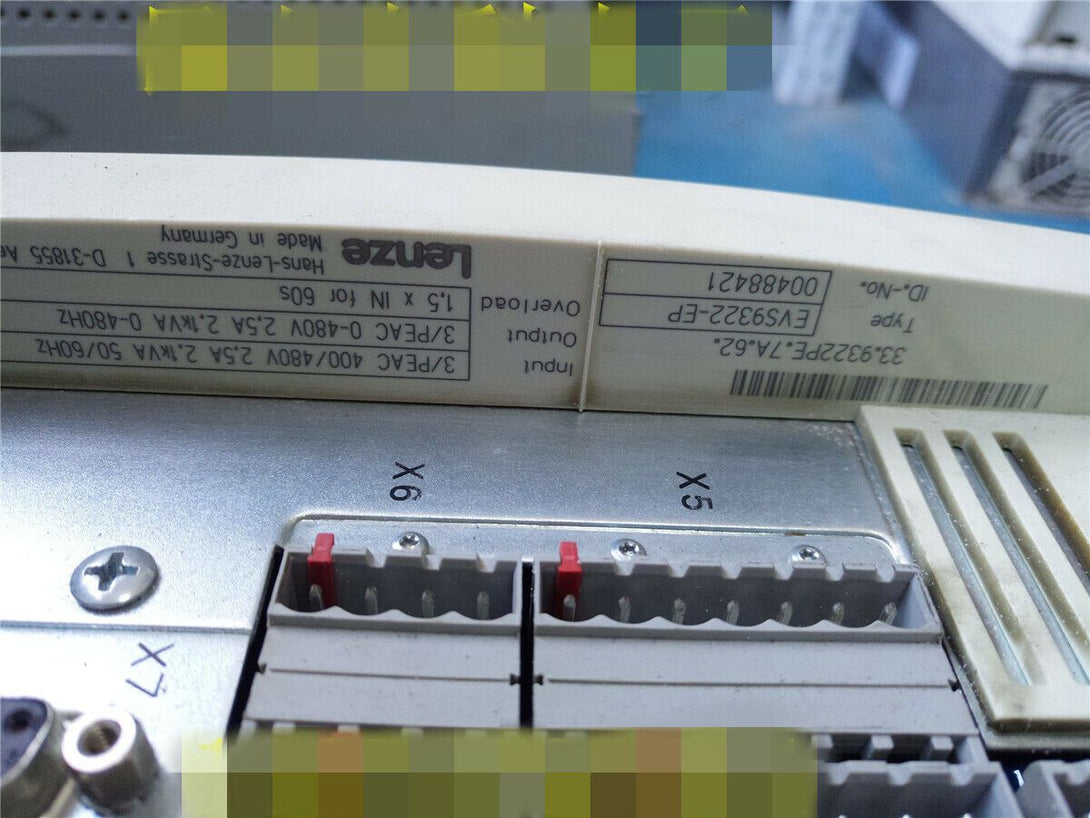 33.9322PE.7A.62.
Type EVS9322-EP
ID.-No. 00488421
Input 3/PEAC 400/480V 2.5A 2.1kVA 50/60Hz
Output 3/PEAC 0-480V 2.5A 2.1kVA 0-480Hz
Overload 1.5 x IN for 60s
Lenze
Hans-Lenze-Strasse 1 D-31855
Made in Germany
X6
X5
X7